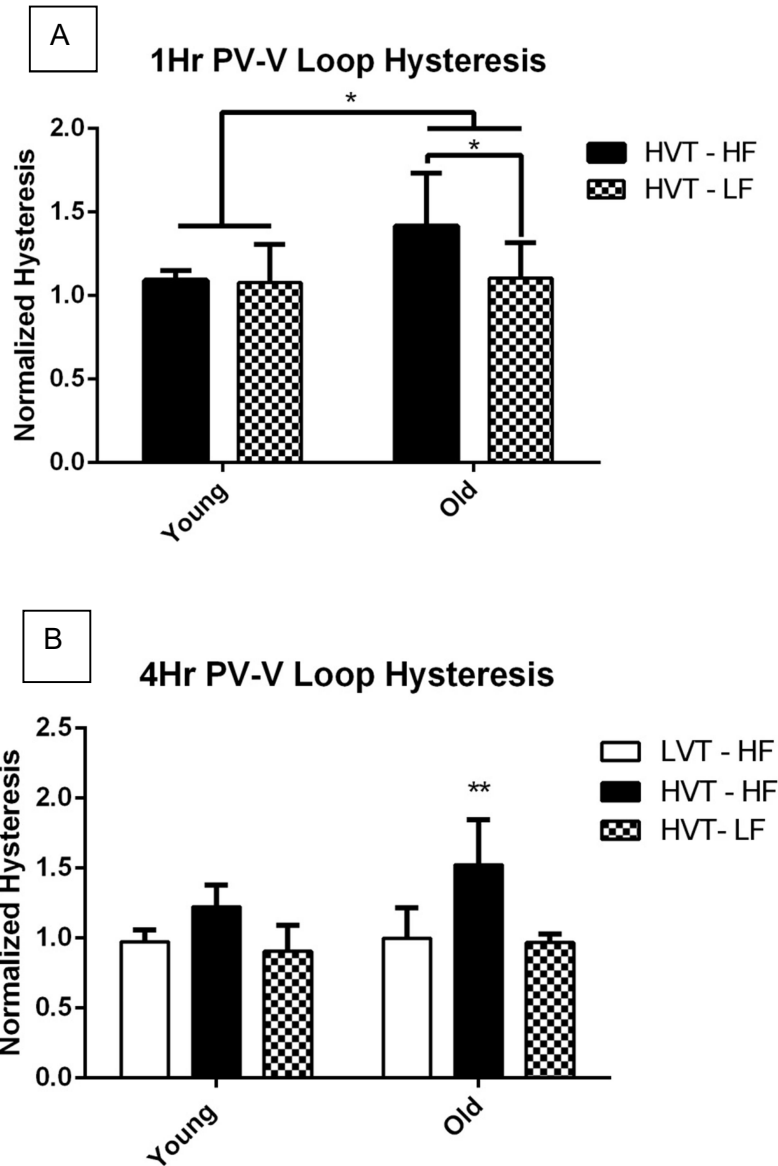 A
1Hr PV-V Loop Hysteresis
*
2.0
*
HVT - HF
HVT - LF
1.5
1.0
0.5
0.0
Normalized Hysteresis
Young
Old
B
4Hr PV-V Loop Hysteresis
2.5
LVT - HF
HVT - HF
HVT- LF
**
2.0
1.5
1.0
0.5
0.0
Normalized Hysteresis
Young
Old